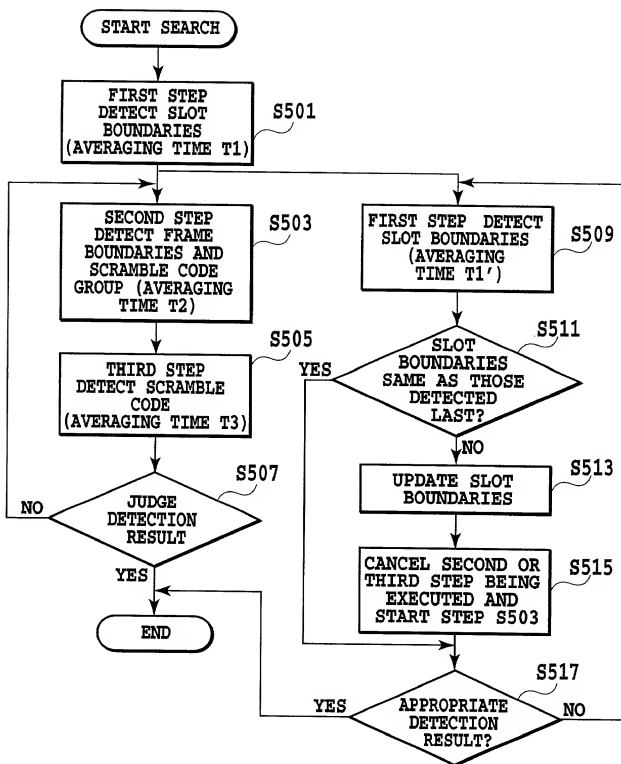 START SEARCH
FIRST STEP
DETECT SLOT
BOUNDARIES
(AVERAGING TIME T1)
S501
SECOND STEP
DETECT FRAME
BOUNDARIES AND
SCRAMBLE CODE
GROUP (AVERAGING
TIME T2)
S503
THIRD STEP
DETECT SCRAMBLE
CODE
(AVERAGING TIME T3)
S505
JUDGE
DETECTION
RESULT
S507
NO
YES
END
FIRST STEP DETECT
SLOT BOUNDARIES
(AVERAGING
TIME T1')
S509
SLOT
BOUNDARIES
SAME AS THOSE
DETECTED
LAST?
S511
YES
NO
UPDATE SLOT
BOUNDARIES
S513
CANCEL SECOND OR
THIRD STEP BEING
EXECUTED AND
START STEP S503
S515
APPROPRIATE
DETECTION
RESULT?
S517
YES
NO